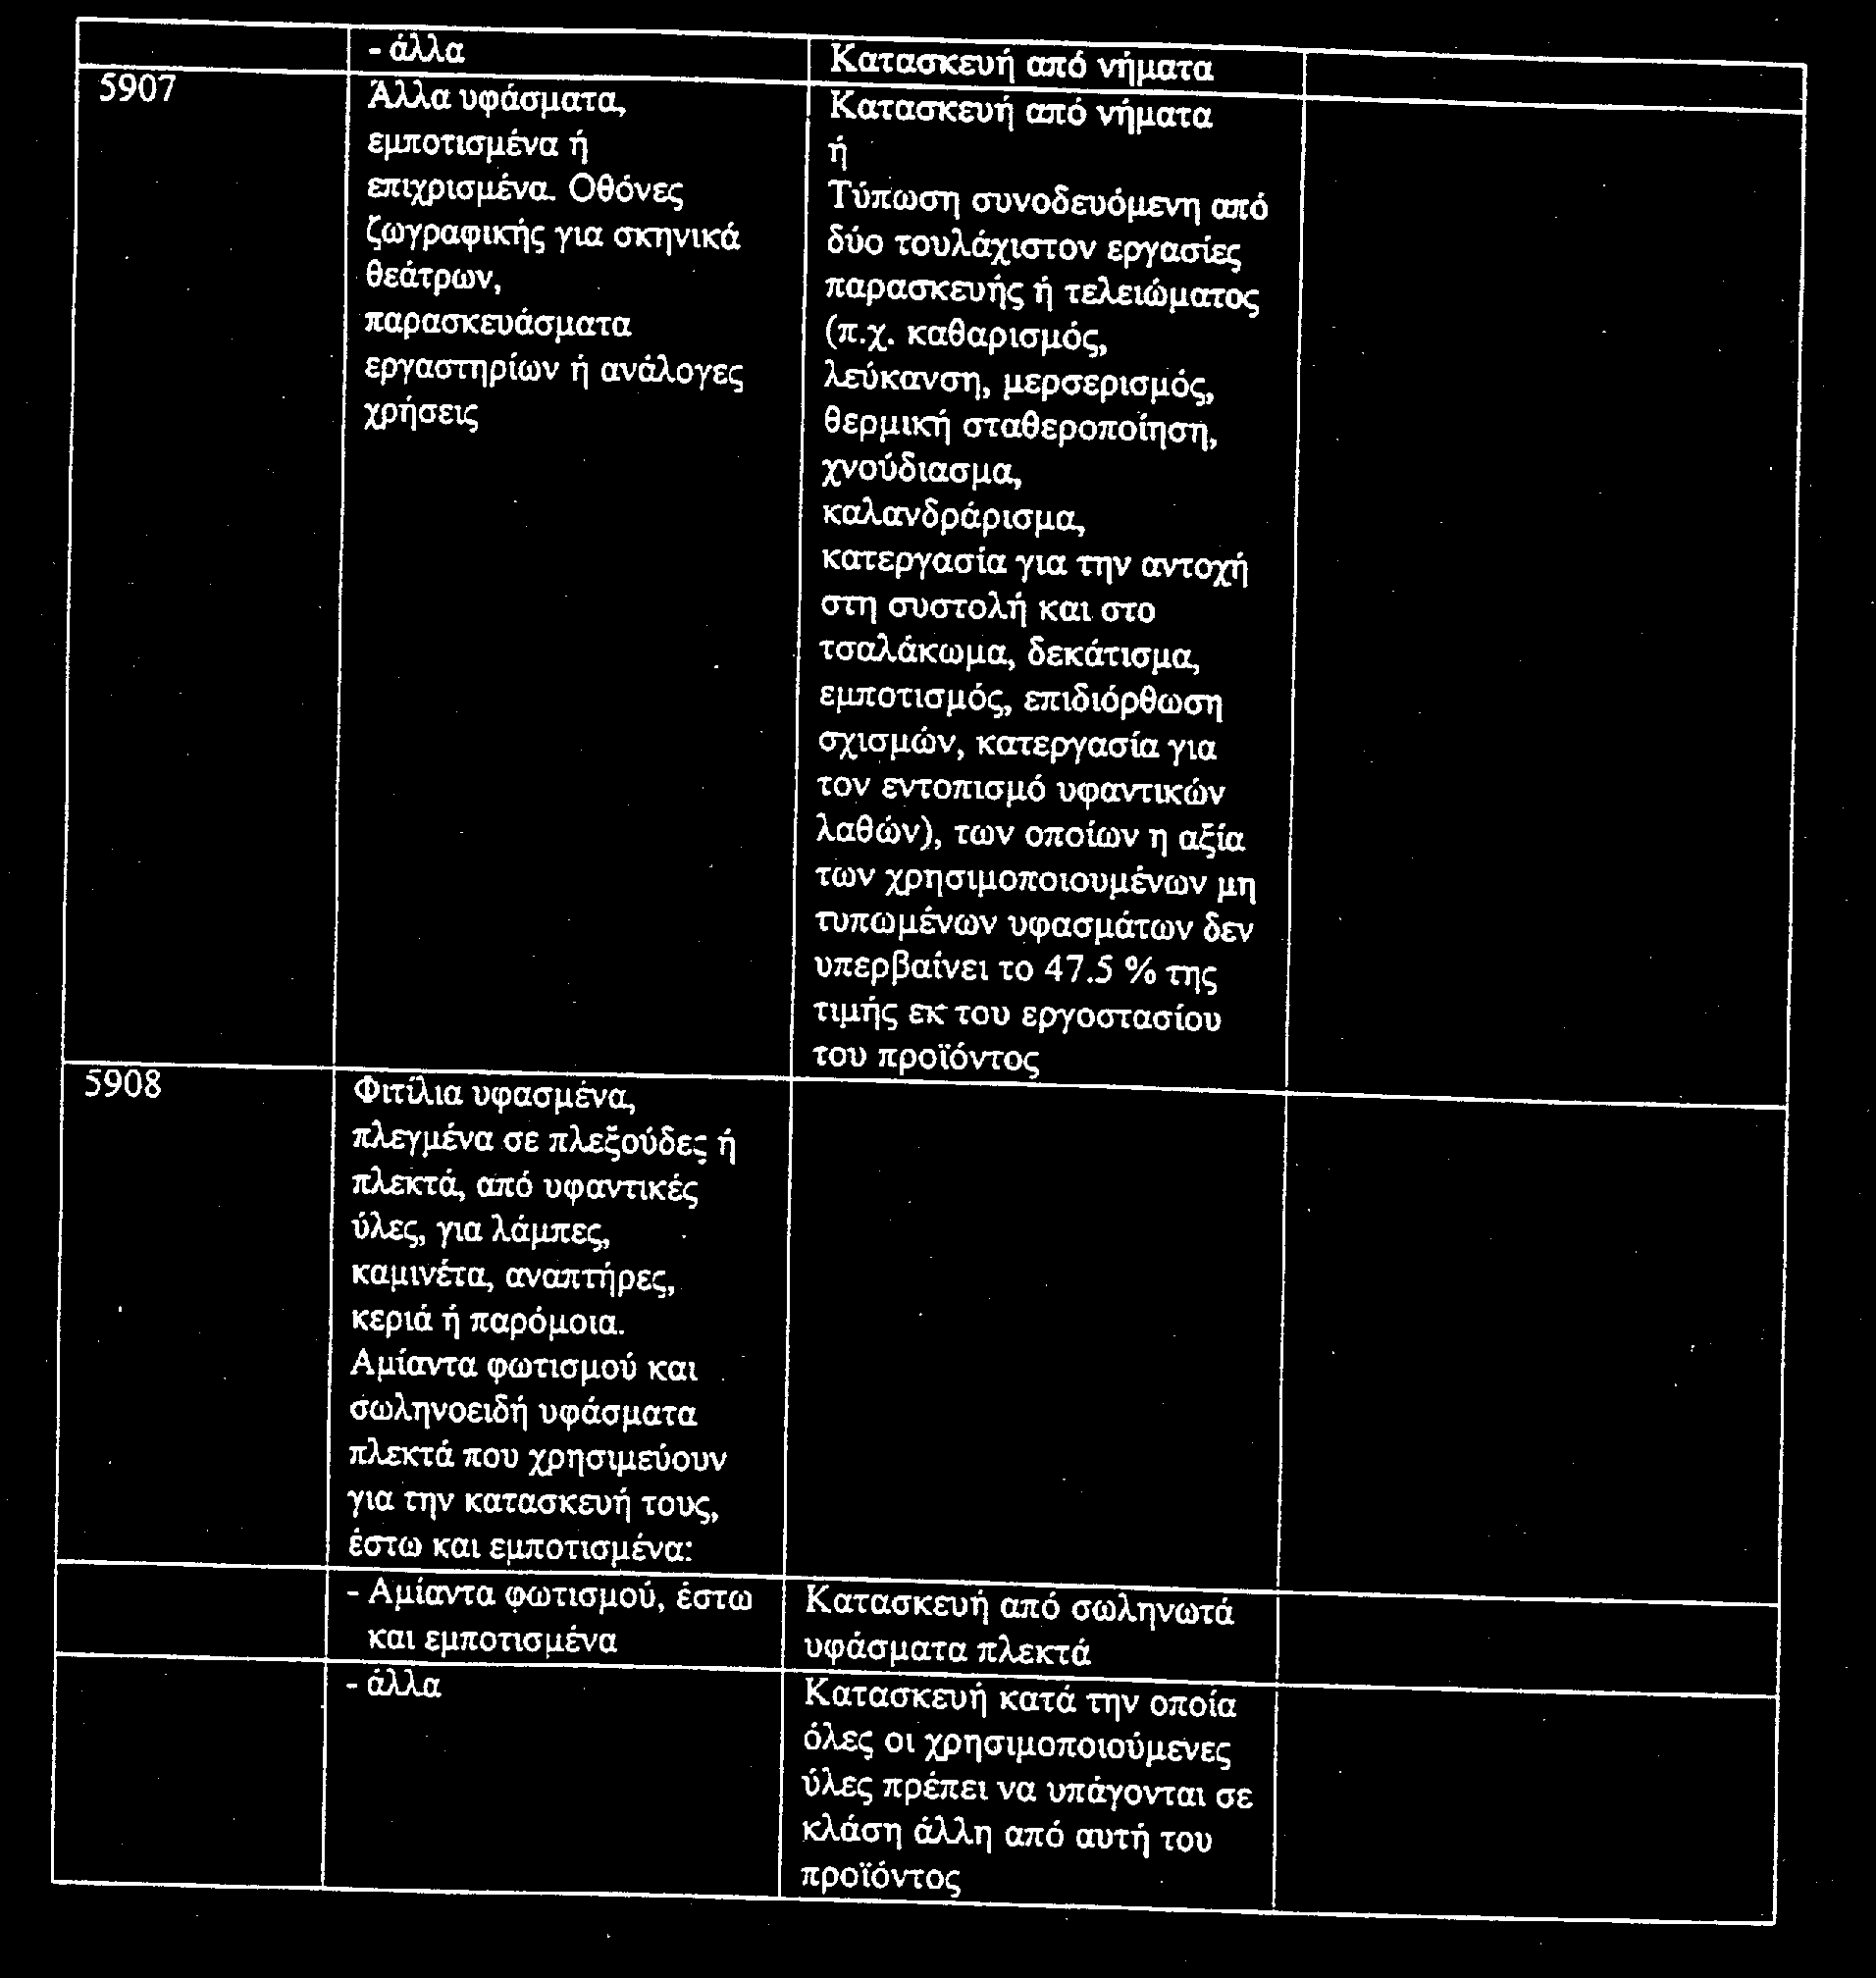 - άλλα
Κατασκευή από νήματα
5907
Άλλα υφάσματα,
εμποτισμένα ή
επιχρισμένα. Οθόνες
ζωγραφικής για σκηνικά
θεάτρων,
παρασκευάσματα
εργαστηρίων ή ανάλογες
χρήσεις
Κατασκευή από νήματα
ή
Τύπωση συνοδευόμενη από
δύο τουλάχιστον εργασίες
παρασκευής ή τελειώματος
(π.χ. καθαρισμός,
λεύκανση, μερσερισμός,
θερμική σταθεροποίηση,
χνούδιασμα,
καλανδράρισμα,
κατεργασία για την αντοχή
στη συστολή και στο
τσαλάκωμα, δεκάτισμα,
εμποτισμός, επιδιόρθωση
σχισμών, κατεργασία για
τον εντοπισμό υφαντικών
λαθών), των οποίων η αξία
των χρησιμοποιουμένων μη
τυπωμένων υφασμάτων δεν
υπερβαίνει το 47.5 % της
τιμής εκ του εργοστασίου
του προϊόντος
5908
Φιτίλια υφασμένα,
πλεγμένα σε πλεξούδες ή
πλεκτά, από υφαντικές
ύλες, για λάμπες,
καμινέτα, αναπτήρες,
κεριά ή παρόμοια.
Αμίαντα φωτισμού και
σωληνοειδή υφάσματα
πλεκτά που χρησιμεύουν
για την κατασκευή τους,
έστω και εμποτισμένα:
- Αμίαντα φωτισμού, έστω
και εμποτισμένα
Κατασκευή από σωληνωτά
υφάσματα πλεκτά
- άλλα
Κατασκευή κατά την οποία
όλες οι χρησιμοποιούμενες
ύλες πρέπει να υπάγονται σε
κλάση άλλη από αυτή του
προϊόντος